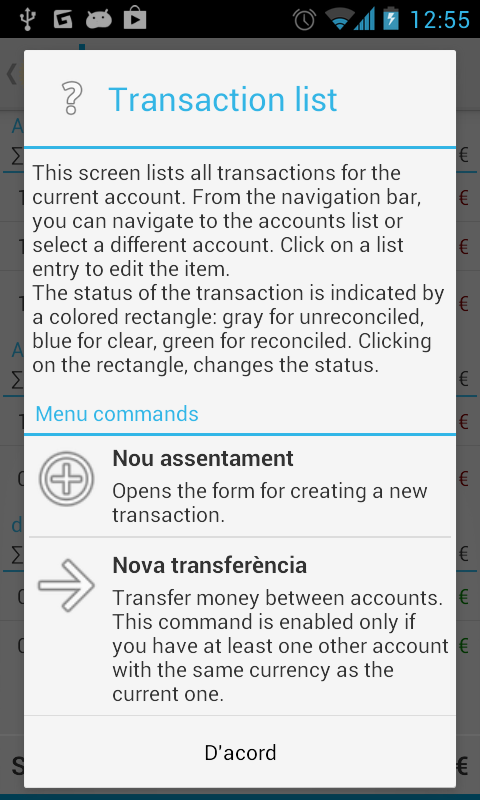 12:55
Transaction list
This screen lists all transactions for the
current account. From the navigation bar,
you can navigate to the accounts list or
select a different account. Click on a list
entry to edit the item.
The status of the transaction is indicated by
a colored rectangle: gray for unreconciled,
blue for clear, green for reconciled. Clicking
on the rectangle, changes the status.
Menu commands
Nou assentament
Opens the form for creating a new
transaction.
Nova transferència
Transfer money between accounts.
This command is enabled only if
you have at least one other account
with the same currency as the
current one.
D'acord